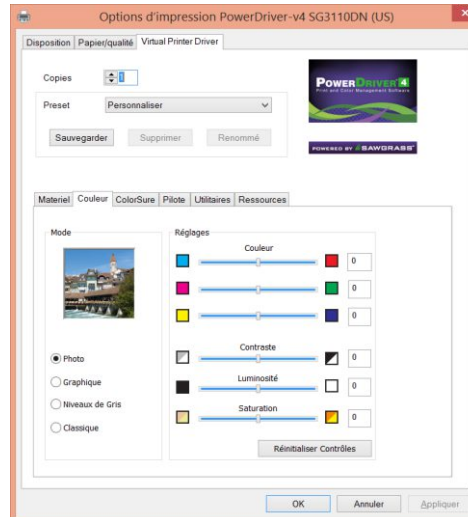 Options d'impression PowerDriver-v4 SG3110DN (US)
x
Disposition Papier/qualité Virtual Printer Driver
Copies 1
Preset Personnaliser
Sauvegarder Supprimer Renommé
POWERDRIVER 4
Print and Color Management Software
POWERED BY SAWGRASS
Materiel Couleur ColorSure Pilote Utilitaires Ressources
Mode
Réglages
Couleur
0
0
0
Contraste
0
Luminosité
0
Saturation
0
Photo
Graphique
Niveaux de Gris
Classique
Réinitialiser Contrôles
OK Annuler Appliquer